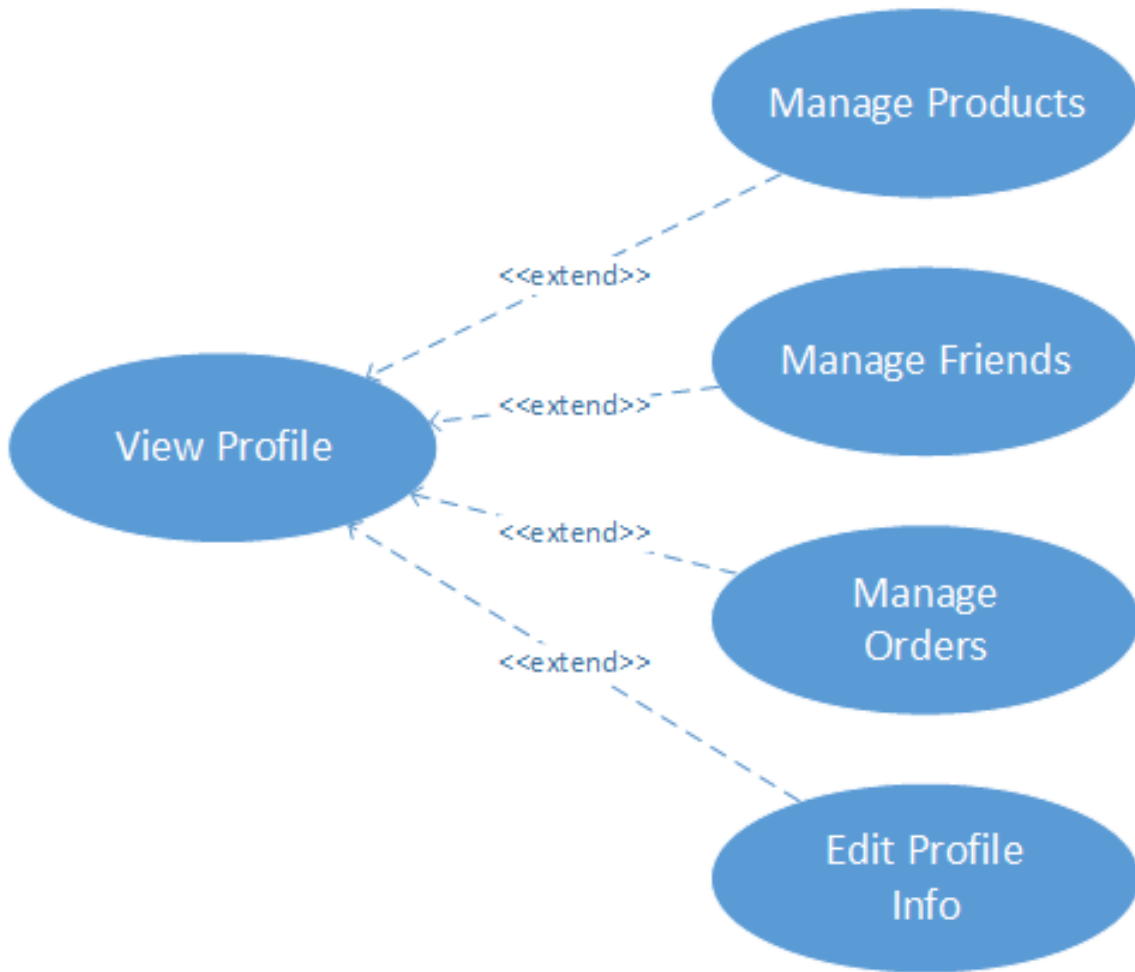 Manage Products
<<extend>>
Manage Friends
<<extend>>
View Profile
<<extend>>
Manage
Orders
<<extend>>
Edit Profile
Info